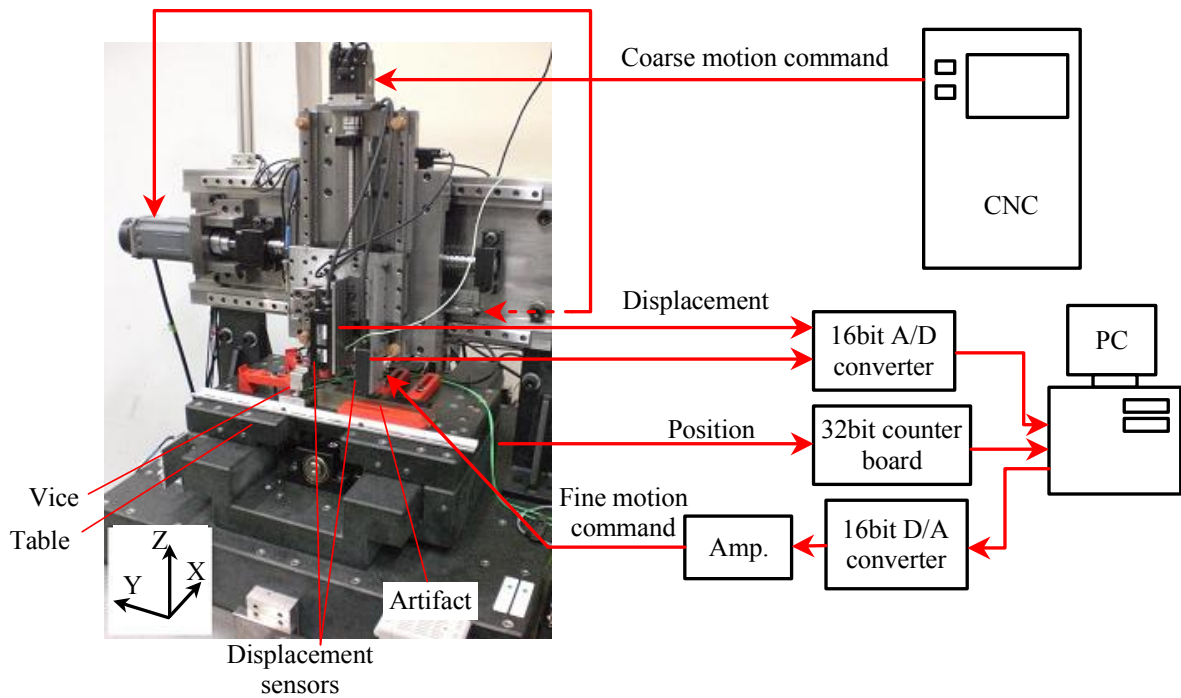 Coarse motion command
CNC
Displacement
16bit A/D
converter
PC
Position
32bit counter
board
Fine motion
command
Amp.
16bit D/A
converter
Vice
Table
Z
X
Y
Artifact
Displacement
sensors